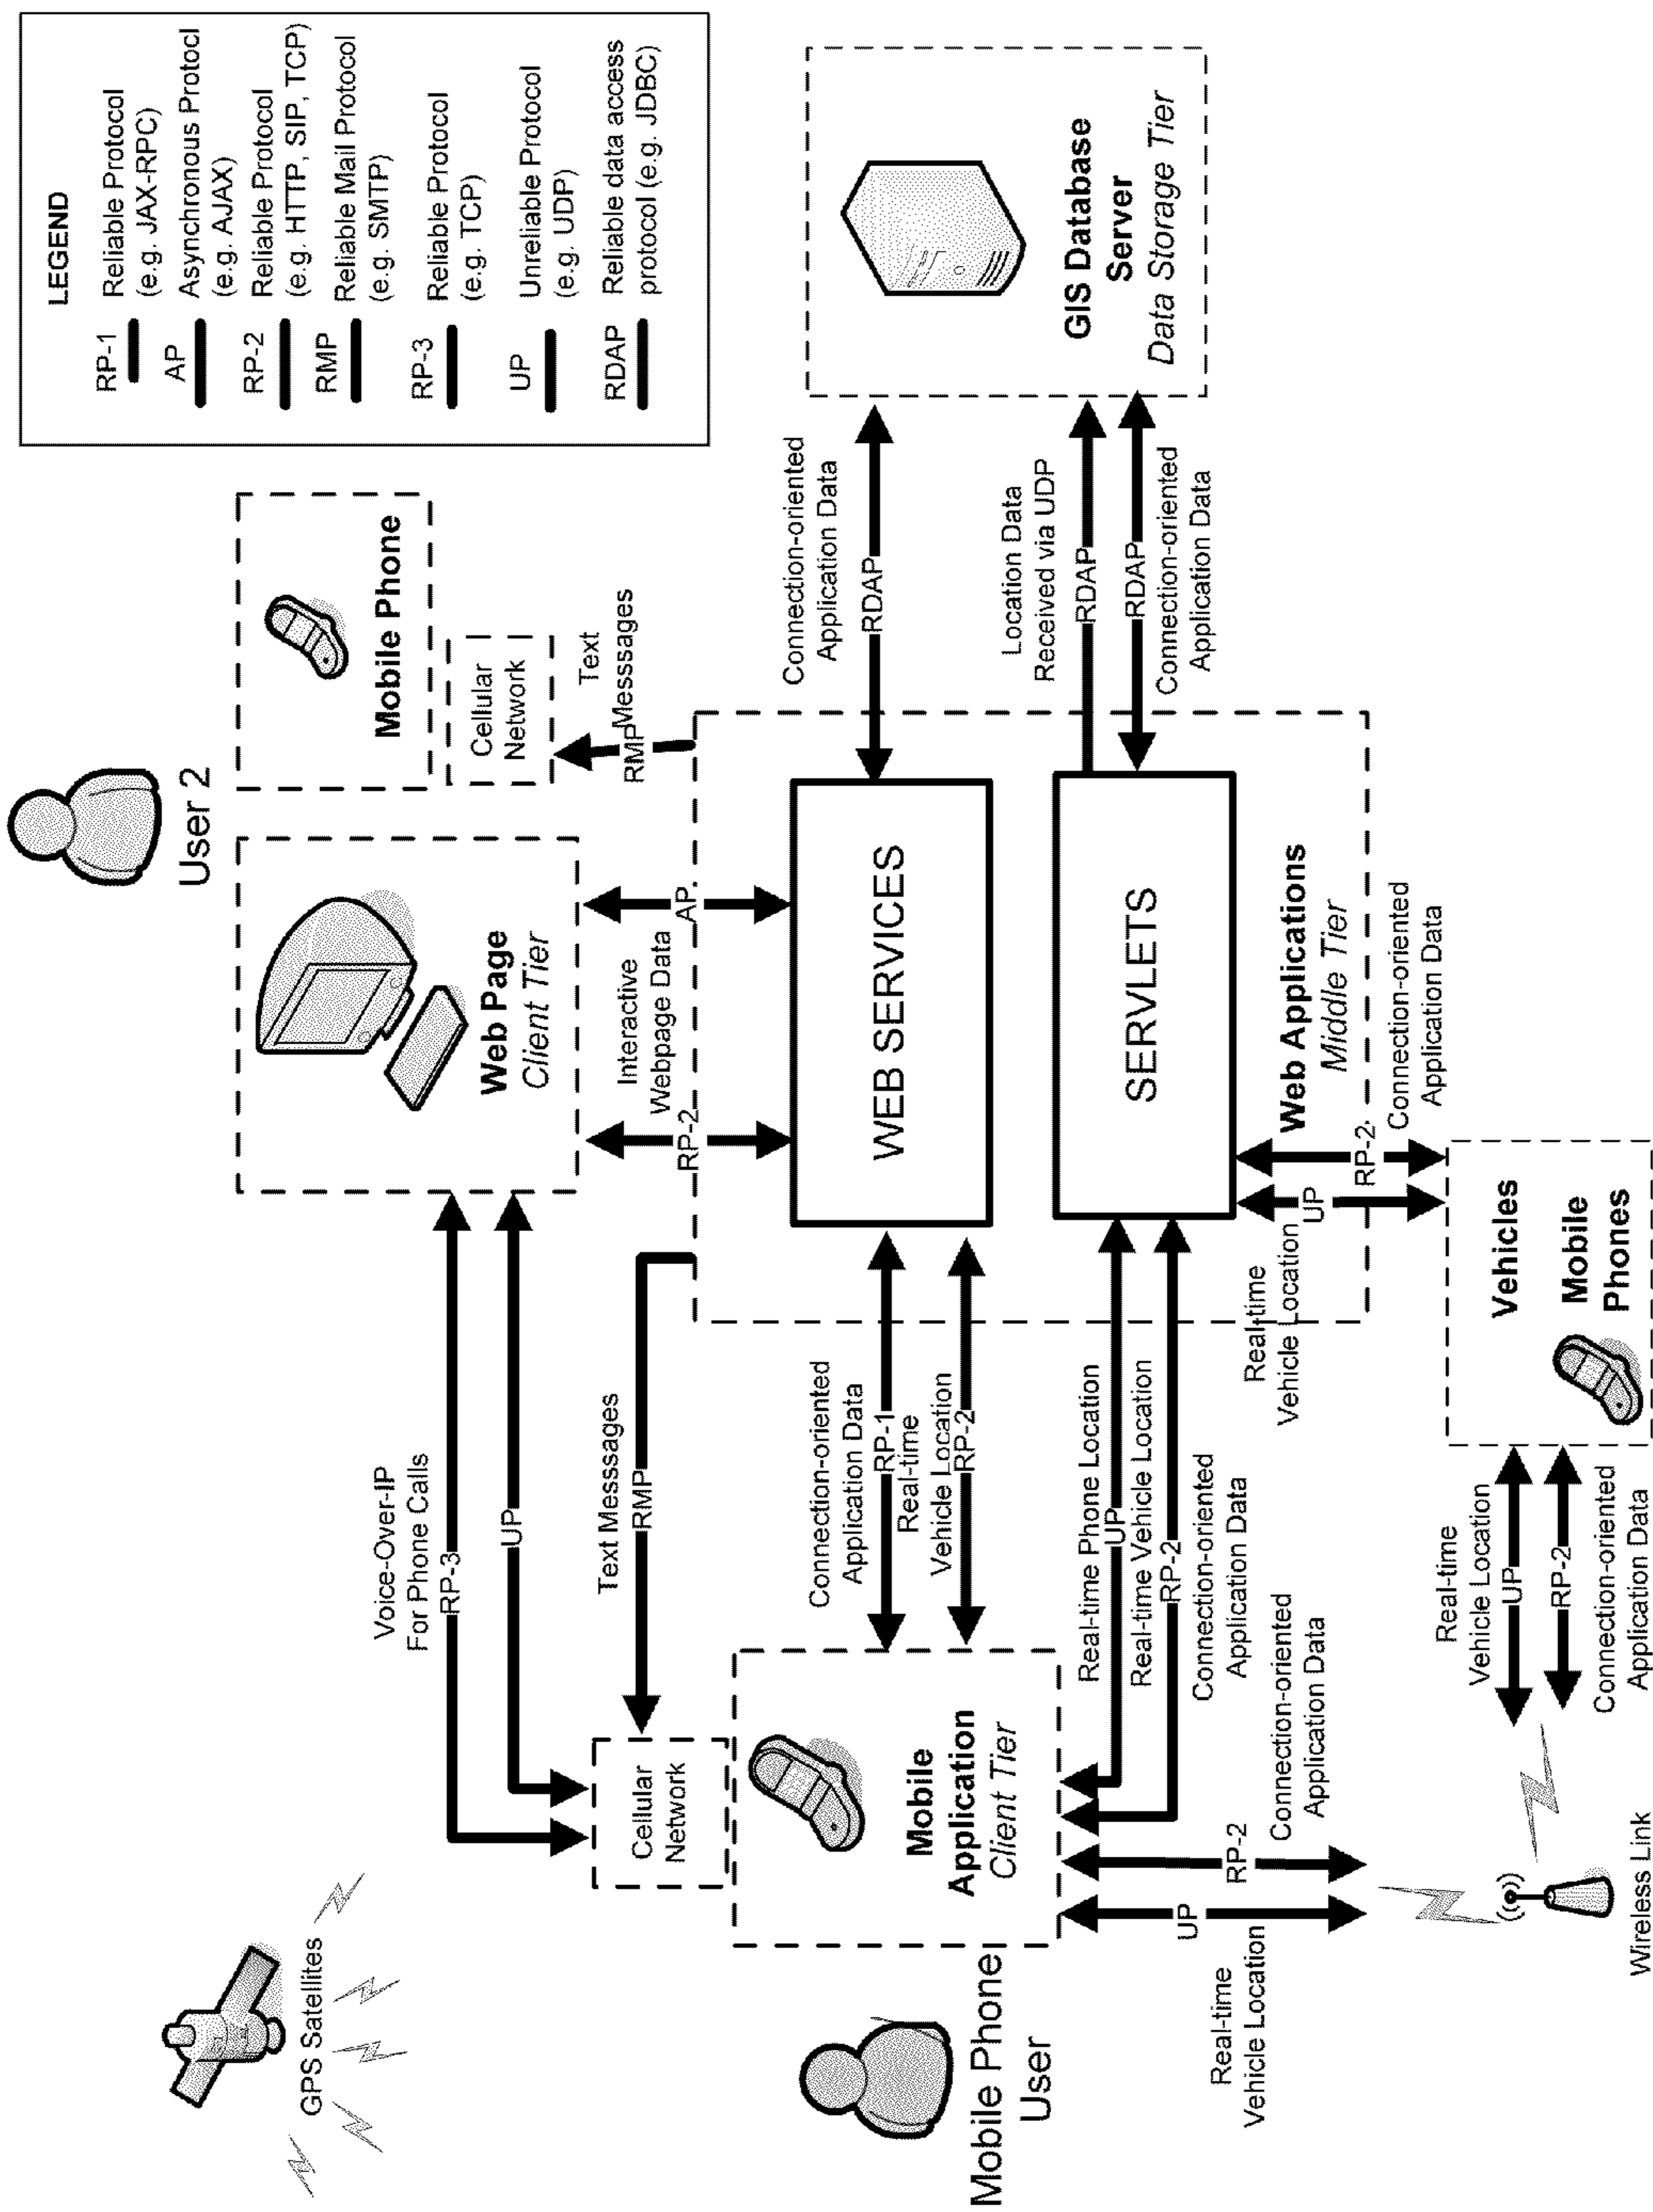 GPS Satellites
User 2
LEGEND
RP-1
Reliable Protocol
(e.g. JAX-RPC)
AP
Asynchronous Protocl
(e.g. AJAX)
RP-2
Reliable Protocol
(e.g. HTTP, SIP, TCP)
RMP
Reliable Mail Protocol
(e.g. SMTP)
RP-3
Reliable Protocol
(e.g. TCP)
UP
Unreliable Protocol
(e.g. UDP)
RDAP
Reliable data access
protocol (e.g. JDBC)
Voice-Over-IP
For Phone Calls
RP-3
UP
Web Page
Client Tier
Mobile Phone
Cellular
Network
Text
Messsages
RMP
Text Messsages
RMP
Interactive
Webpage Data
RP-2
AP
Cellular
Network
Mobile Phone
User
Mobile
Application
Client Tier
Connection-oriented
Application Data
RP-1
Real-time
Vehicle Location
RP-2
WEB SERVICES
Connection-oriented
Application Data
RDAP
GIS Database
Server
Data Storage Tier
Real-time Phone Location
UP
Real-time Vehicle Location
RP-2
Connection-oriented
Application Data
SERVLETS
Location Data
Received via UDP
RDAP
RDAP
Connection-oriented
Application Data
Web Applications
Middle Tier
UP
Real-time
Vehicle Location
RP-2
Connection-oriented
Application Data
Real-time
Vehicle Location
UP
RP-2
Connection-oriented
Application Data
Wireless Link
Real-time
Vehicle Location
UP
RP-2
Connection-oriented
Application Data
Vehicles
Mobile
Phones